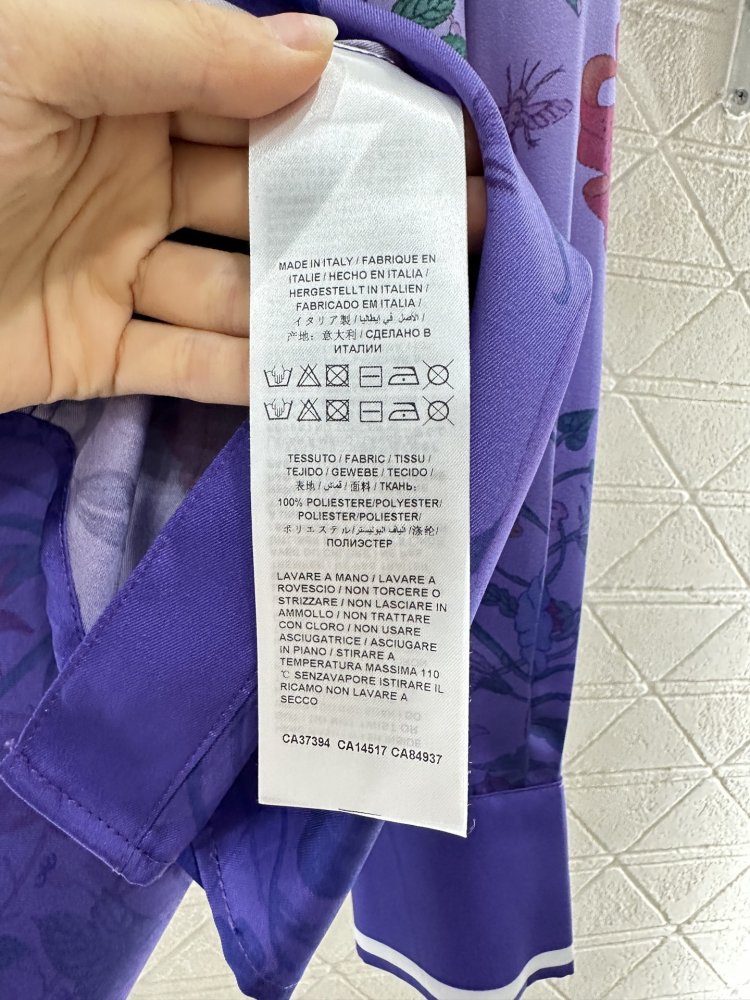 MADE IN ITALY / FABRIQUE EN
ITALIE / HECHO EN ITALIA /
HERGESTELLT IN ITALIEN /
FABRICADO EM ITALIA /
イタリア製 / الأصل في إيطاليا /
产地: 意大利 / СДЕЛАНО В
ИТАЛИИ
TESSUTO / FABRIC / TISSU /
TEJIDO / GEWEBE / TECIDO /
表地 / قماش / 面料 / ТКАНЬ:
100% POLIESTERE/POLYESTER/
POLIESTER/POLIESTER/
ポリエステル/الياف البوليستر/涤纶/
ПОЛИЭСТЕР
LAVARE A MANO / LAVARE A
ROVESCIO / NON TORCERE O
STRIZZARE / NON LASCIARE IN
AMMOLLO / NON TRATTARE
CON CLORO / NON USARE
ASCIUGATRICE / ASCIUGARE
IN PIANO / STIRARE A
TEMPERATURA MASSIMA 110
℃ SENZAVAPORE ISTIRARE IL
RICAMO NON LAVARE A
SECCO
CA37394 CA14517 CA84937